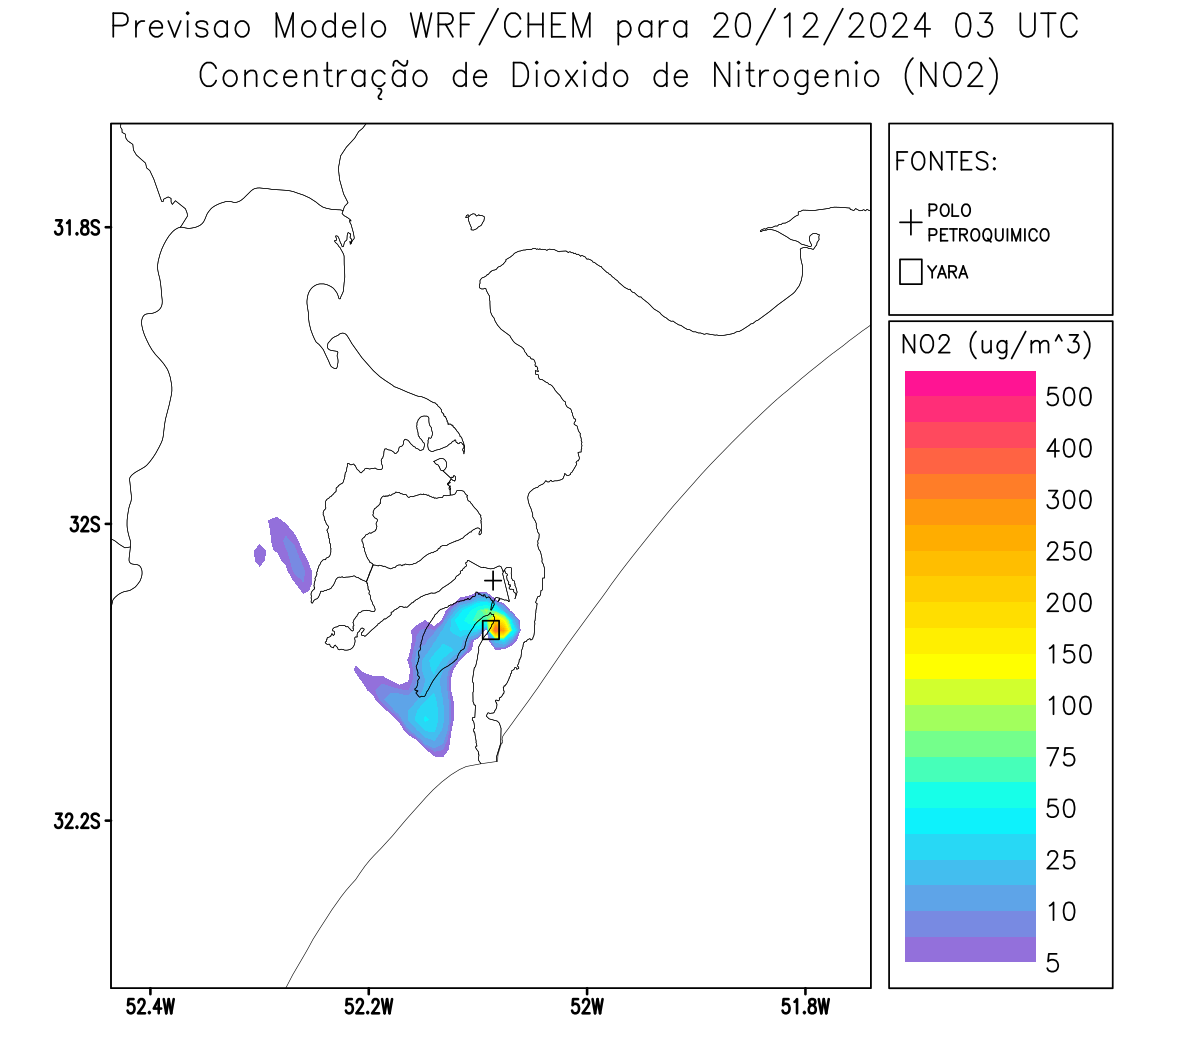 Previsao Modelo WRF/CHEM para 20/12/2024 03 UTC
Concentração de Dioxido de Nitrogenio (NO2)
FONTES:
POLO
PETROQUIMICO
YARA
NO2 (ug/m^3)
500
400
300
250
200
150
100
75
50
25
10
5
31.8S
32S
32.2S
52.4W
52.2W
52W
51.8W